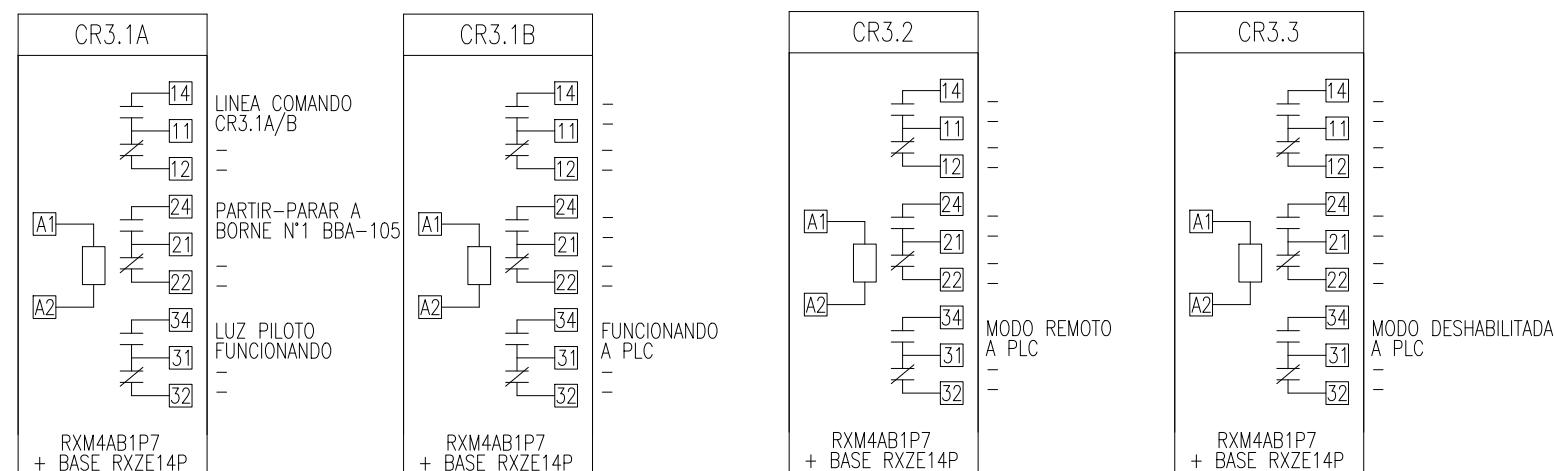 CR3.1A
14
LINEA COMANDO
CR3.1A/B
11
–
12
–
24
PARTIR–PARAR A
BORNE N°1 BBA–105
A1
21
–
22
–
A2
34
LUZ PILOTO
FUNCIONANDO
31
–
32
–
RXM4AB1P7
+ BASE RXZE14P
CR3.1B
14
–
–
11
–
12
–
24
–
A1
–
21
–
22
–
A2
34
FUNCIONANDO
A PLC
31
–
32
–
RXM4AB1P7
+ BASE RXZE14P
CR3.2
14
–
–
11
–
12
–
24
–
A1
–
21
–
22
–
A2
34
MODO REMOTO
A PLC
31
–
32
–
RXM4AB1P7
+ BASE RXZE14P
CR3.3
14
–
–
11
–
12
–
24
–
A1
–
21
–
22
–
A2
34
MODO DESHABILITADA
A PLC
31
–
32
–
RXM4AB1P7
+ BASE RXZE14P